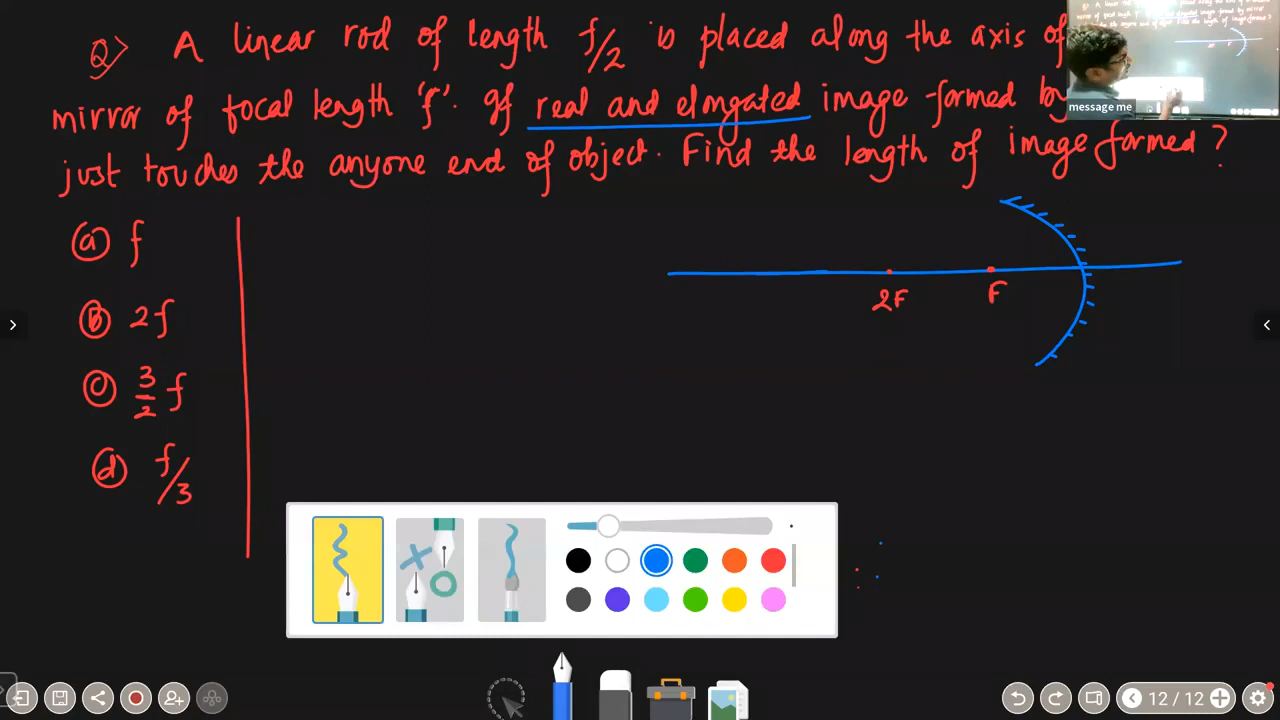 Q> A linear rod of length f/2 is placed along the axis of
mirror of focal length 'f'. If real and elongated image formed by
just touches the anyone end of object. Find the length of image formed ?
(a) f
(b) 2f
(c) 3/2 f
(d) f/3
2F
F
message me
12 / 12